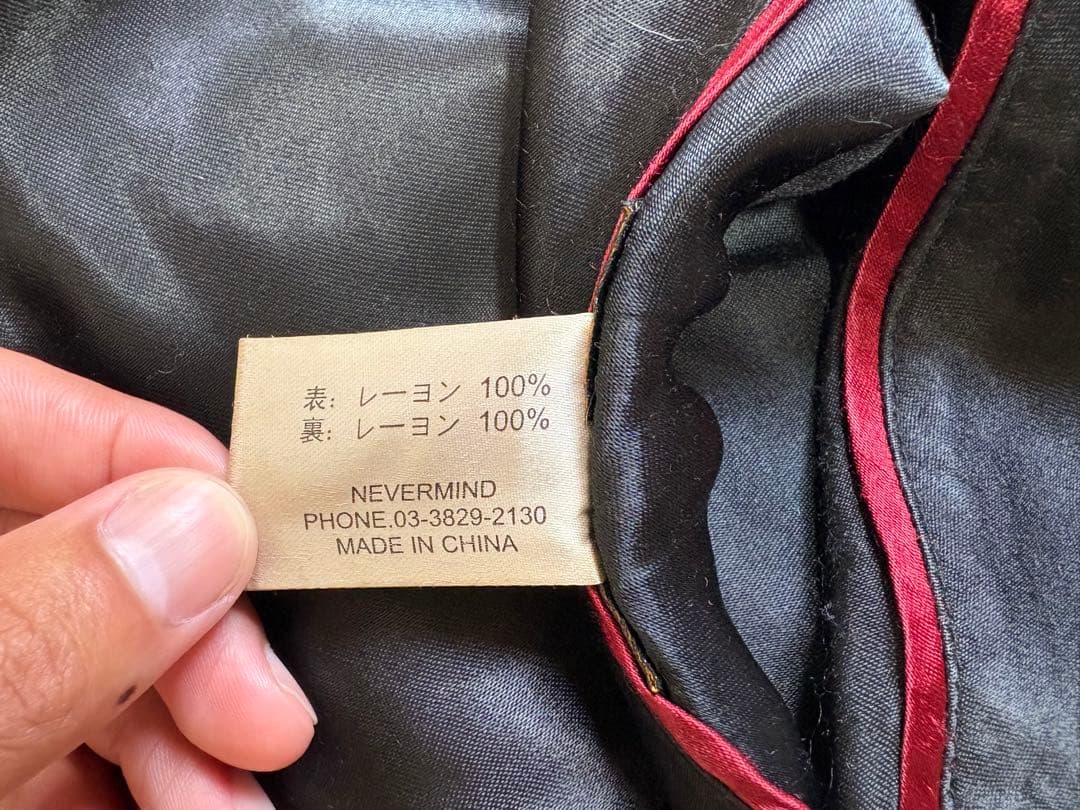 表: レーヨン 100%
裏: レーヨン 100%
NEVERMIND
PHONE.03-3829-2130
MADE IN CHINA